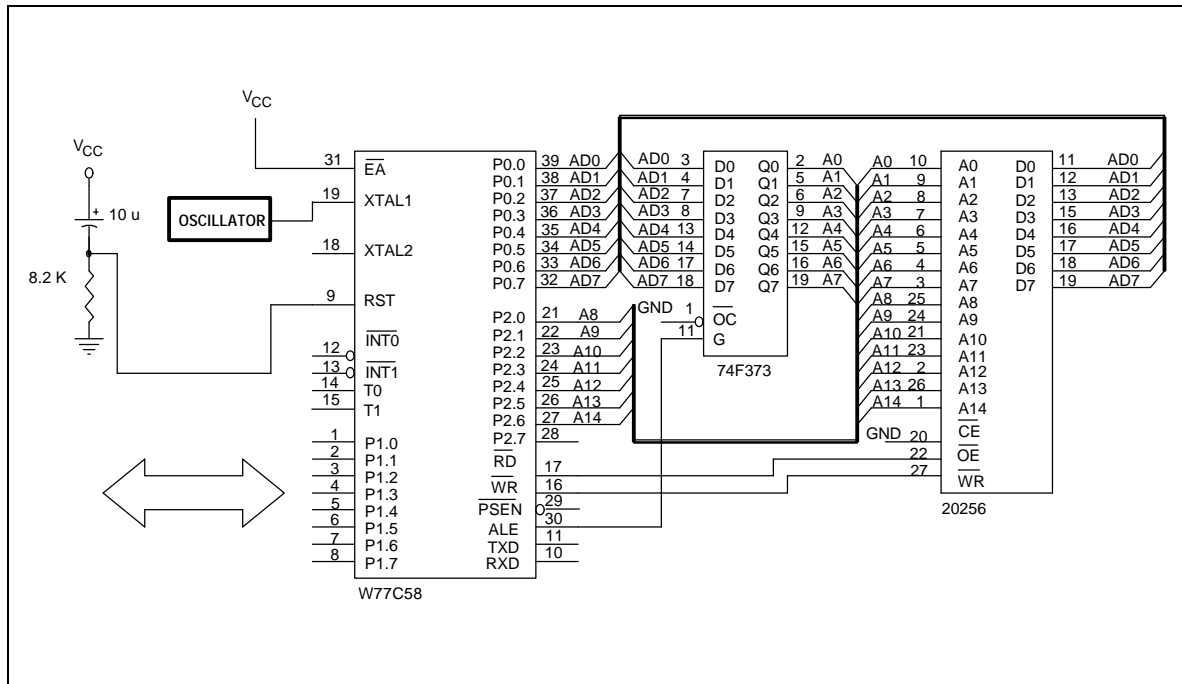 VCC
VCC
10 u
8.2 K
OSCILLATOR
31 EA
19 XTAL1
18 XTAL2
9 RST
12 INT0
13 INT1
14 T0
15 T1
1 P1.0
2 P1.1
3 P1.2
4 P1.3
5 P1.4
6 P1.5
7 P1.6
8 P1.7
P0.0 39 AD0
P0.1 38 AD1
P0.2 37 AD2
P0.3 36 AD3
P0.4 35 AD4
P0.5 34 AD5
P0.6 33 AD6
P0.7 32 AD7
P2.0 21 A8
P2.1 22 A9
P2.2 23 A10
P2.3 24 A11
P2.4 25 A12
P2.5 26 A13
P2.6 27 A14
P2.7 28
RD 17
WR 16
PSEN 29
ALE 30
TXD 11
RXD 10
W77C58
AD0 3 D0 Q0 2 A0
AD1 4 D1 Q1 5 A1
AD2 7 D2 Q2 6 A2
AD3 8 D3 Q3 9 A3
AD4 13 D4 Q4 12 A4
AD5 14 D5 Q5 15 A5
AD6 17 D6 Q6 16 A6
AD7 18 D7 Q7 19 A7
GND 1 OC
11 G
74F373
A0 10 A0 D0 11 AD0
A1 9 A1 D1 12 AD1
A2 8 A2 D2 13 AD2
A3 7 A3 D3 15 AD3
A4 6 A4 D4 16 AD4
A5 5 A5 D5 17 AD5
A6 4 A6 D6 18 AD6
A7 3 A7 D7 19 AD7
A8 25 A8
A9 24 A9
A10 21 A10
A11 23 A11
A12 2 A12
A13 26 A13
A14 1 A14
GND 20 CE
22 OE
27 WR
20256